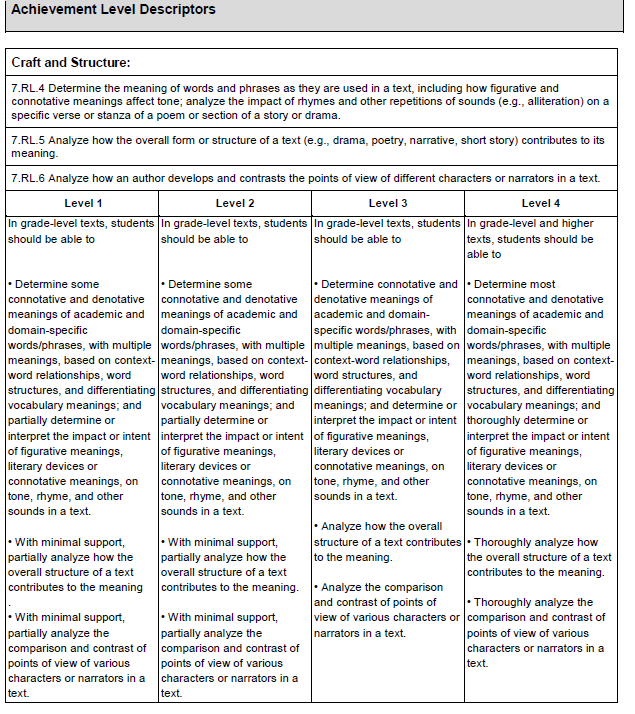 Achievement Level Descriptors
Craft and Structure:
7.RL.4 Determine the meaning of words and phrases as they are used in a text, including how figurative and
connotative meanings affect tone; analyze the impact of rhymes and other repetitions of sounds (e.g., alliteration) on a
specific verse or stanza of a poem or section of a story or drama.
7.RL.5 Analyze how the overall form or structure of a text (e.g., drama, poetry, narrative, short story) contributes to its
meaning.
7.RL.6 Analyze how an author develops and contrasts the points of view of different characters or narrators in a text.
Level 1
In grade-level texts, students
should be able to
• Determine some
connotative and denotative
meanings of academic and
domain-specific
words/phrases, with multiple
meanings, based on context-
word relationships, word
structures, and differentiating
vocabulary meanings; and
partially determine or
interpret the impact or intent
of figurative meanings,
literary devices or
connotative meanings, on
tone, rhyme, and other
sounds in a text.
• With minimal support,
partially analyze how the
overall structure of a text
contributes to the meaning
.
• With minimal support,
partially analyze the
comparison and contrast of
points of view of various
characters or narrators in a
text.
Level 2
In grade-level texts, students
should be able to
• Determine some
connotative and denotative
meanings of academic and
domain-specific
words/phrases, with multiple
meanings, based on context-
word relationships, word
structures, and differentiating
vocabulary meanings; and
partially determine or
interpret the impact or intent
of figurative meanings,
literary devices or
connotative meanings, on
tone, rhyme, and other
sounds in a text.
• With minimal support,
partially analyze how the
overall structure of a text
contributes to the meaning.
• With minimal support,
partially analyze the
comparison and contrast of
points of view of various
characters or narrators in a
text.
Level 3
In grade-level texts, students
should be able to
• Determine connotative and
denotative meanings of
academic and domain-
specific words/phrases, with
multiple meanings, based on
context-word relationships,
word structures, and
differentiating vocabulary
meanings; and determine or
interpret the impact or intent
of figurative meanings,
literary devices or
connotative meanings, on
tone, rhyme, and other
sounds in a text.
• Analyze how the overall
structure of a text contributes
to the meaning.
• Analyze the comparison
and contrast of points of
view of various characters or
narrators in a text.
Level 4
In grade-level and higher
texts, students should be
able to
• Determine most
connotative and denotative
meanings of academic and
domain-specific
words/phrases, with multiple
meanings, based on context-
word relationships, word
structures, and differentiating
vocabulary meanings; and
thoroughly determine or
interpret the impact or intent
of figurative meanings,
literary devices or
connotative meanings, on
tone, rhyme, and other
sounds in a text.
• Thoroughly analyze how
the overall structure of a text
contributes to the meaning.
• Thoroughly analyze the
comparison and contrast of
points of view of various
characters or narrators in a
text.